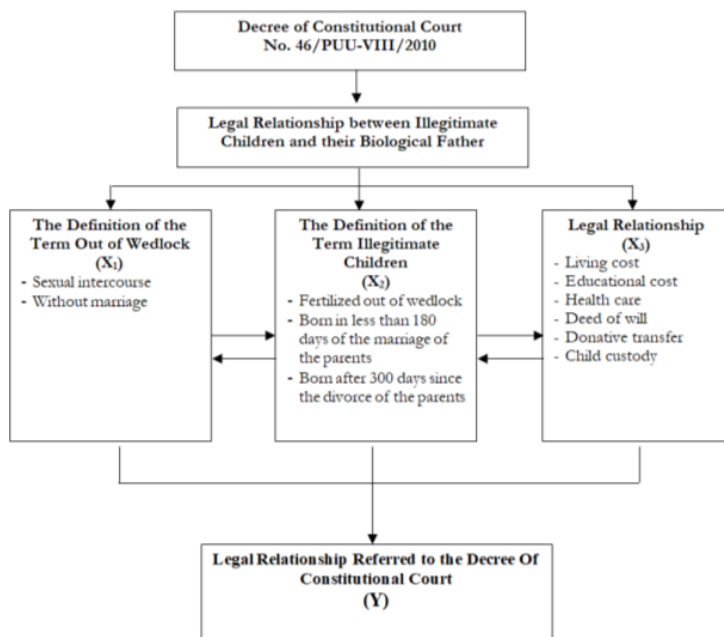 Decree of Constitutional Court
No. 46/PUU-VIII/2010
Legal Relationship between Illegitimate
Children and their Biological Father
The Definition of the
Term Out of Wedlock
(X₁)
- Sexual intercourse
- Without marriage
The Definition of the
Term Illegitimate
Children
(X₂)
- Fertilized out of wedlock
- Born in less than 180
days of the marriage of
the parents
- Born after 300 days since
the divorce of the parents
Legal Relationship
(X₃)
- Living cost
- Educational cost
- Health care
- Deed of will
- Donative transfer
- Child custody
Legal Relationship Referred to the Decree Of
Constitutional Court
(Y)